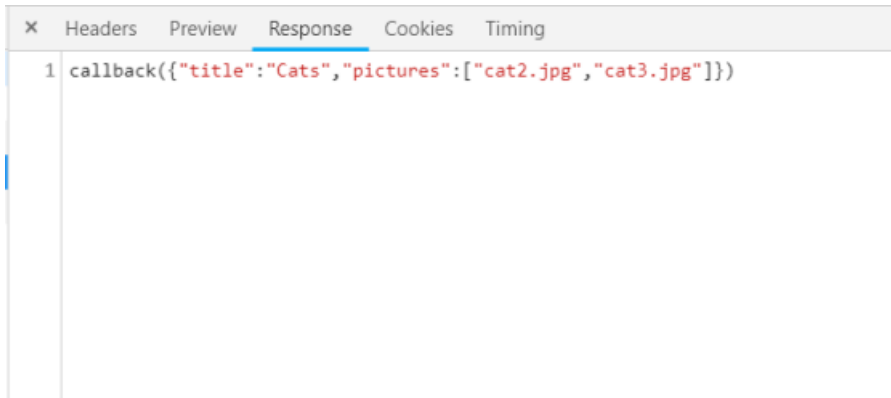 × Headers Preview Response Cookies Timing
1 callback({"title":"Cats","pictures":["cat2.jpg","cat3.jpg"]})